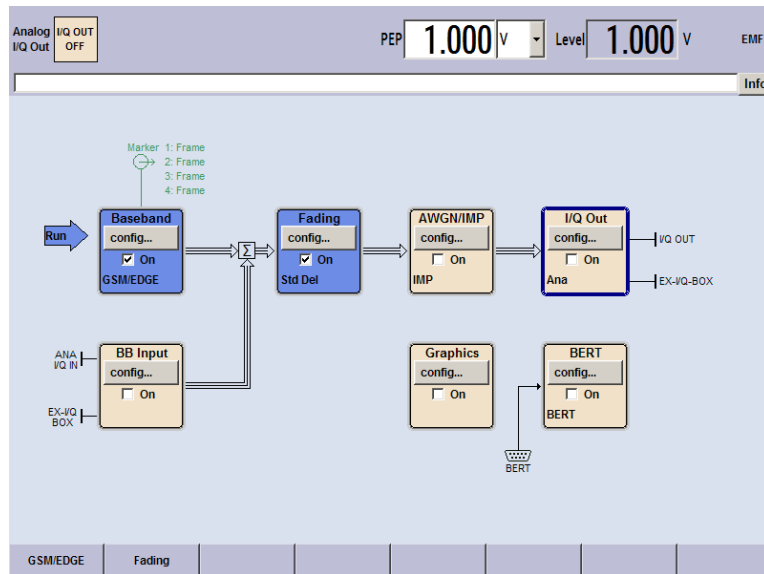 Analog I/Q OUT
I/Q Out OFF
PEP 1.000 V Level 1.000 V EMF
Info
Marker 1: Frame
2: Frame
3: Frame
4: Frame
Run
Baseband
config...
On
GSM/EDGE
Σ
Fading
config...
On
Std Del
AWGN/IMP
config...
On
IMP
I/Q Out
config...
On
Ana
I/Q OUT
EX-I/Q-BOX
ANA
I/Q IN
EX-I/Q
BOX
BB Input
config...
On
Graphics
config...
On
BERT
config...
On
BERT
BERT
GSM/EDGE Fading